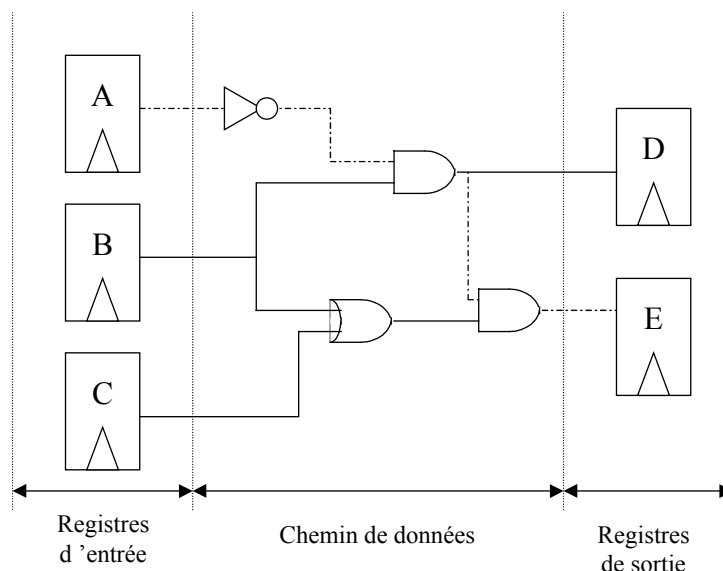 A
B
C
D
E
Registres
d ’entrée
Chemin de données
Registres
de sortie